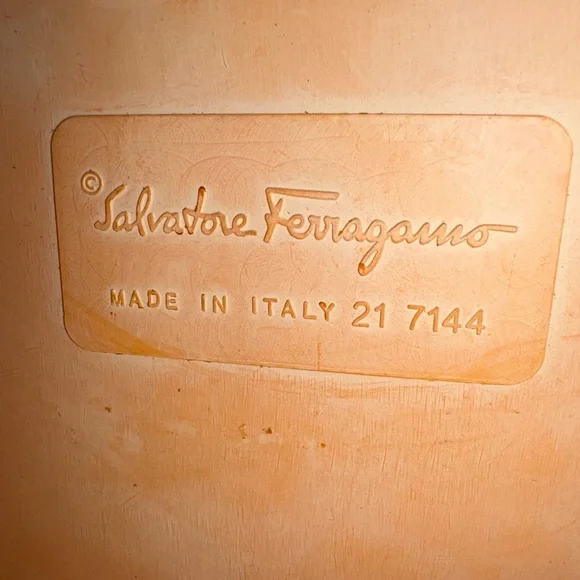 © Salvatore Ferragamo
MADE IN ITALY 21 7144